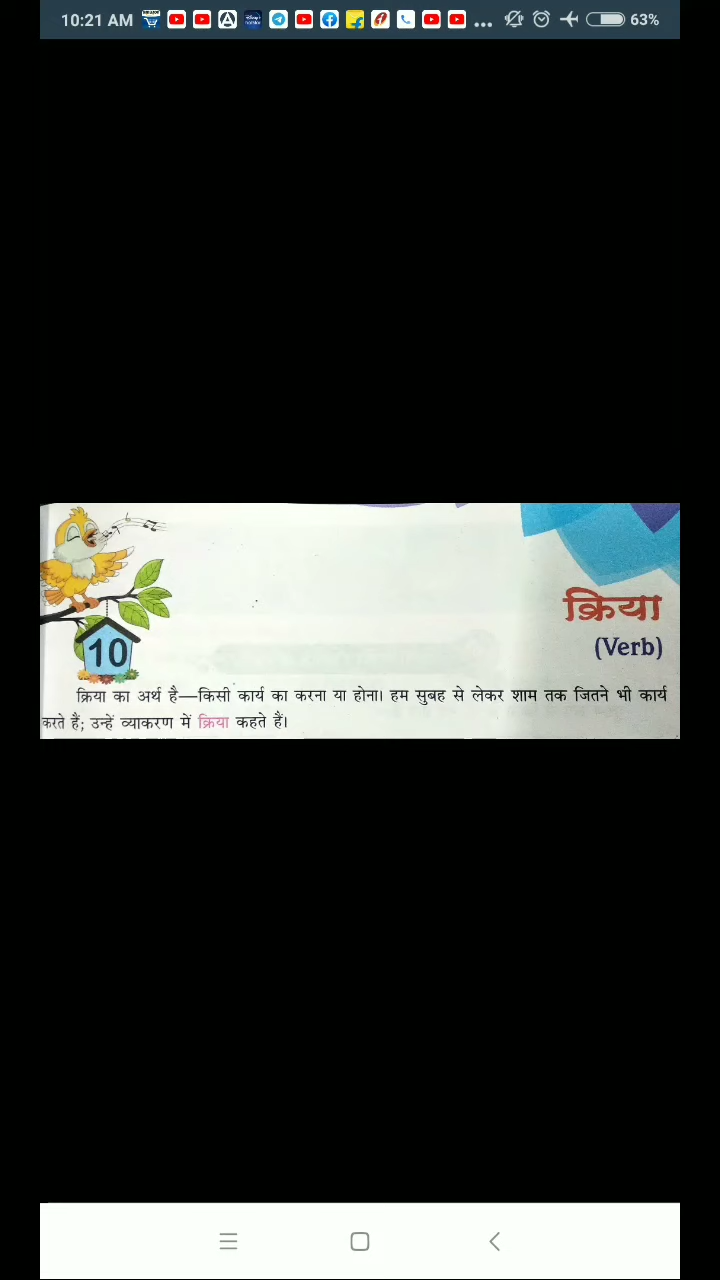 10:21 AM
63%
क्रिया
(Verb)
10
क्रिया का अर्थ है—किसी कार्य का करना या होना। हम सुबह से लेकर शाम तक जितने भी कार्य
करते हैं; उन्हें व्याकरण में क्रिया कहते हैं।